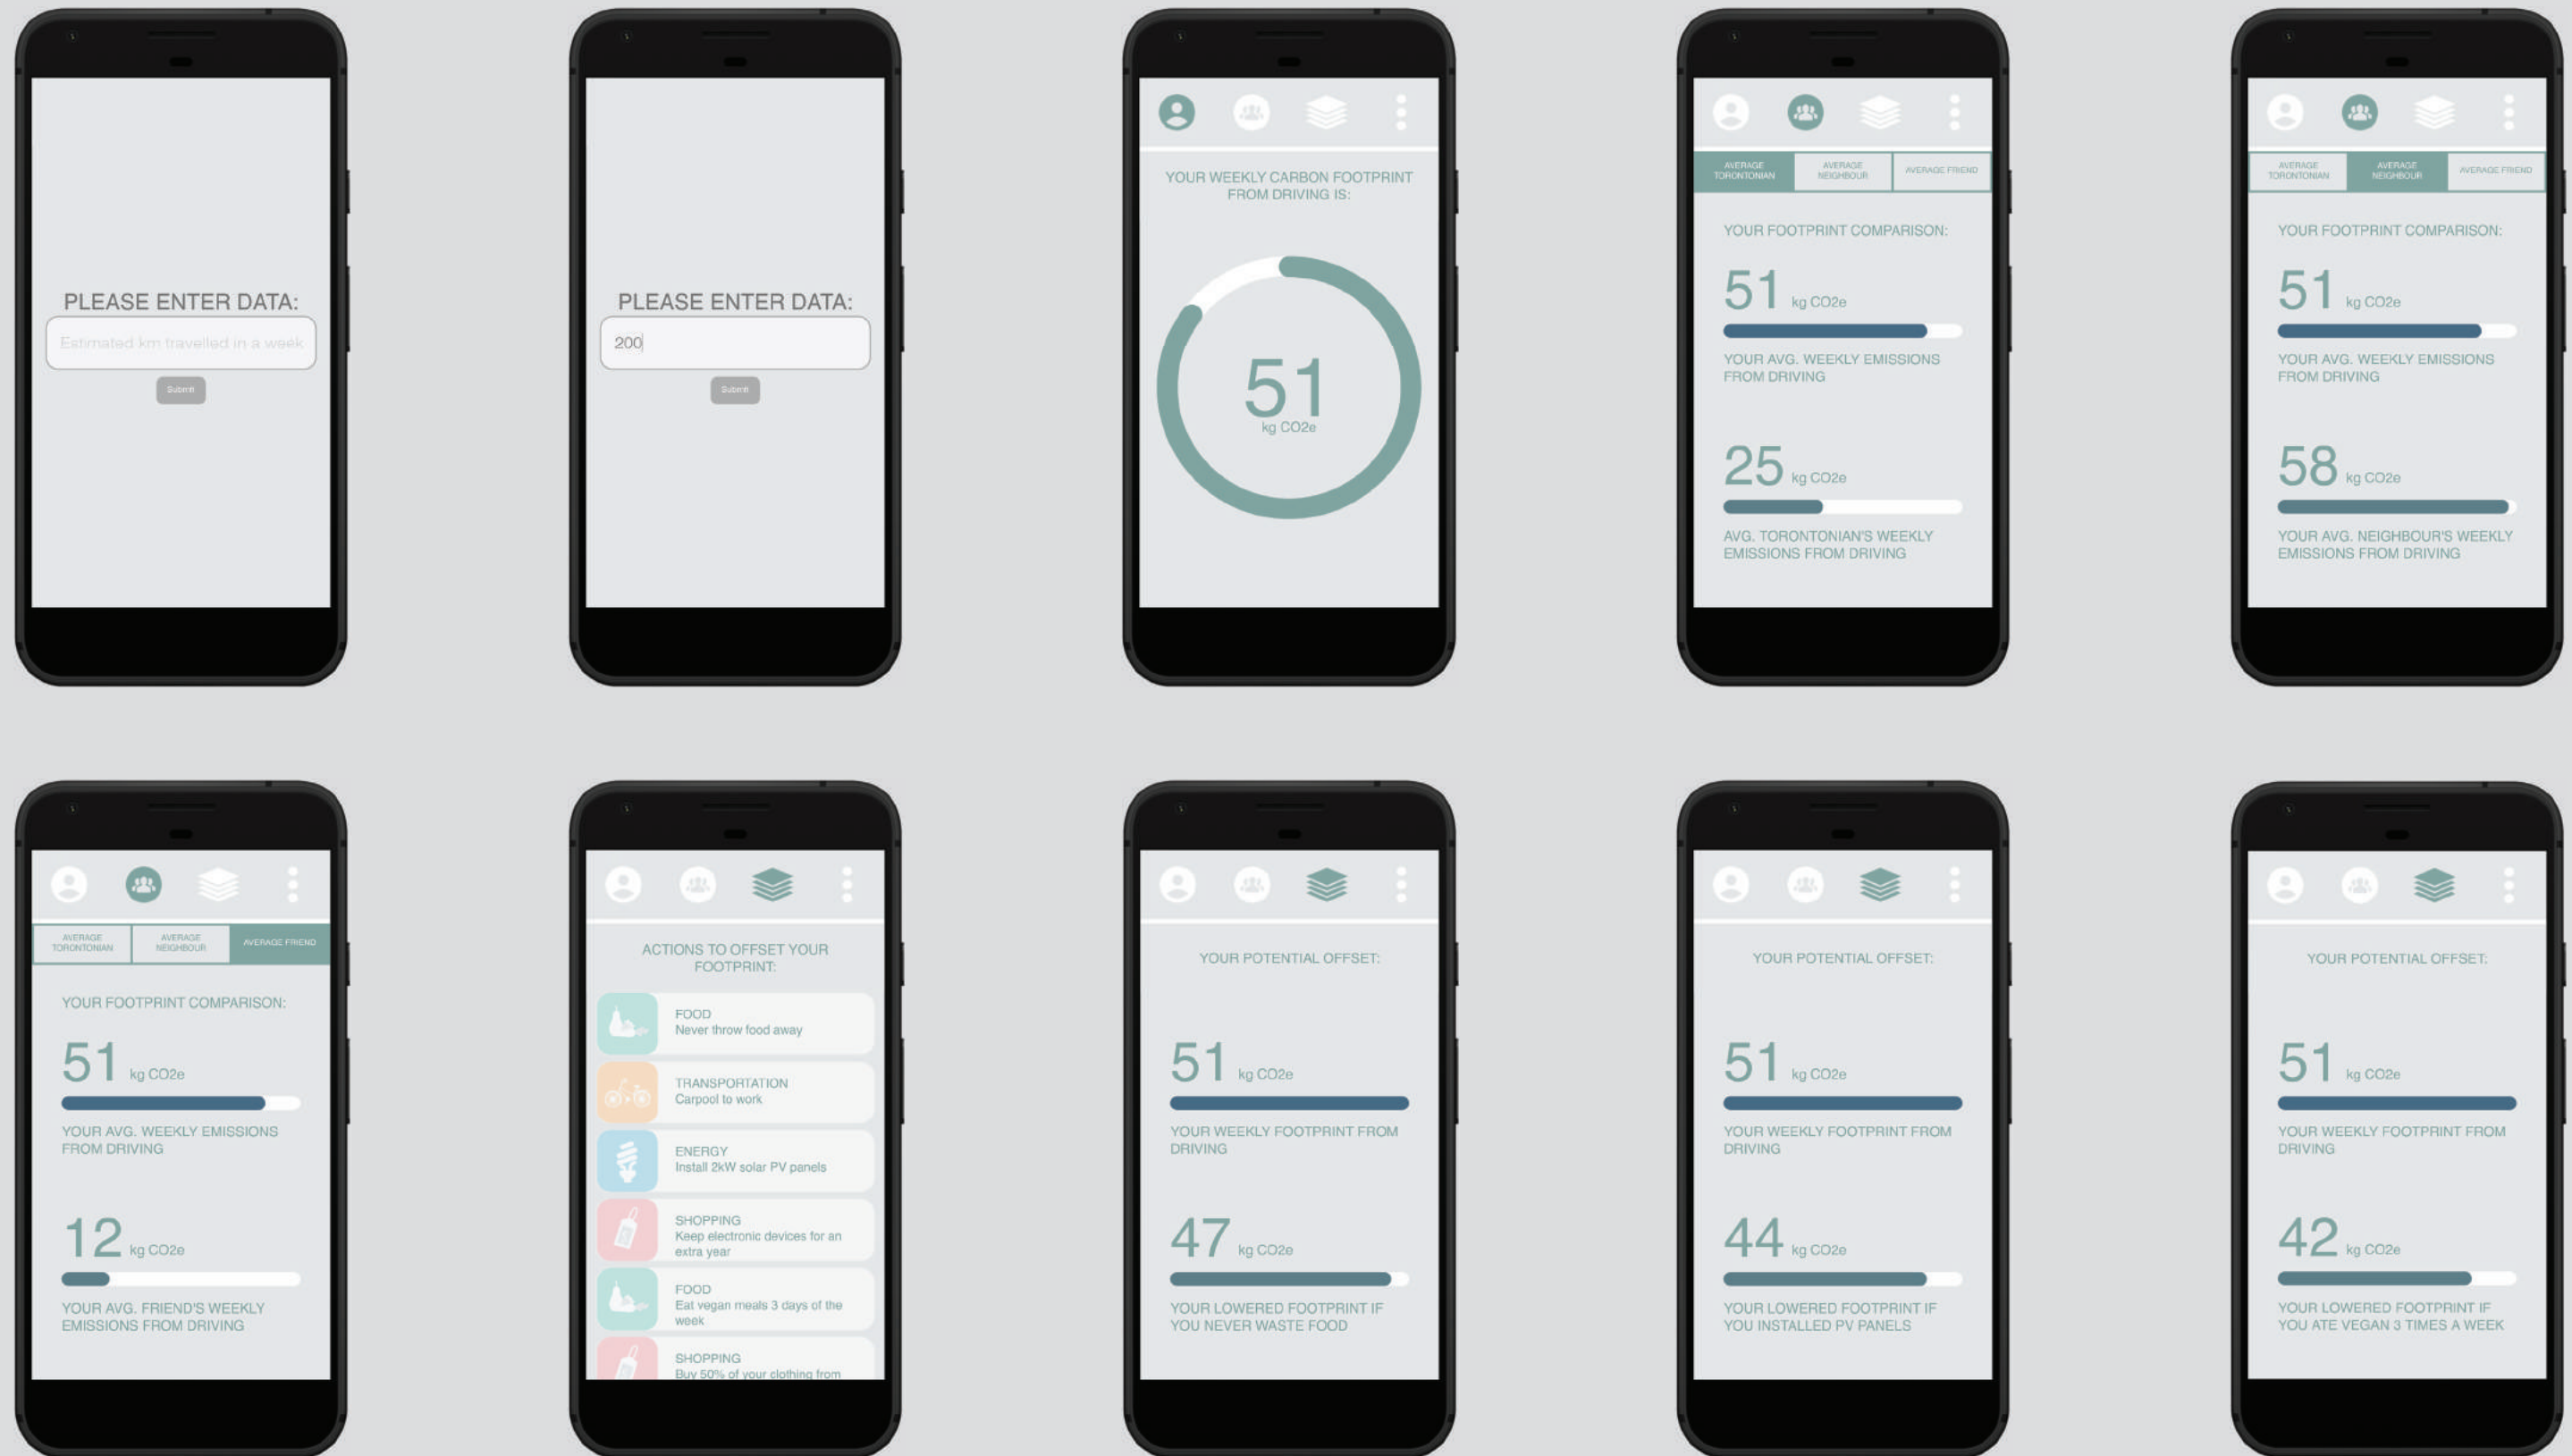 PLEASE ENTER DATA:
Estimated km travelled in a week
Submit
PLEASE ENTER DATA:
200
Submit
YOUR WEEKLY CARBON FOOTPRINT
FROM DRIVING IS:
51
kg CO2e
AVERAGE
TORONTONIAN
AVERAGE
NEIGHBOUR
AVERAGE FRIEND
YOUR FOOTPRINT COMPARISON:
51 kg CO2e
YOUR AVG. WEEKLY EMISSIONS
FROM DRIVING
25 kg CO2e
AVG. TORONTONIAN'S WEEKLY
EMISSIONS FROM DRIVING
AVERAGE
TORONTONIAN
AVERAGE
NEIGHBOUR
AVERAGE FRIEND
YOUR FOOTPRINT COMPARISON:
51 kg CO2e
YOUR AVG. WEEKLY EMISSIONS
FROM DRIVING
58 kg CO2e
YOUR AVG. NEIGHBOUR'S WEEKLY
EMISSIONS FROM DRIVING
AVERAGE
TORONTONIAN
AVERAGE
NEIGHBOUR
AVERAGE FRIEND
YOUR FOOTPRINT COMPARISON:
51 kg CO2e
YOUR AVG. WEEKLY EMISSIONS
FROM DRIVING
12 kg CO2e
YOUR AVG. FRIEND'S WEEKLY
EMISSIONS FROM DRIVING
ACTIONS TO OFFSET YOUR
FOOTPRINT:
FOOD
Never throw food away
TRANSPORTATION
Carpool to work
ENERGY
Install 2kW solar PV panels
SHOPPING
Keep electronic devices for an
extra year
FOOD
Eat vegan meals 3 days of the
week
SHOPPING
Buy 50% of your clothing from
YOUR POTENTIAL OFFSET:
51 kg CO2e
YOUR WEEKLY FOOTPRINT FROM
DRIVING
47 kg CO2e
YOUR LOWERED FOOTPRINT IF
YOU NEVER WASTE FOOD
YOUR POTENTIAL OFFSET:
51 kg CO2e
YOUR WEEKLY FOOTPRINT FROM
DRIVING
44 kg CO2e
YOUR LOWERED FOOTPRINT IF
YOU INSTALLED PV PANELS
YOUR POTENTIAL OFFSET:
51 kg CO2e
YOUR WEEKLY FOOTPRINT FROM
DRIVING
42 kg CO2e
YOUR LOWERED FOOTPRINT IF
YOU ATE VEGAN 3 TIMES A WEEK